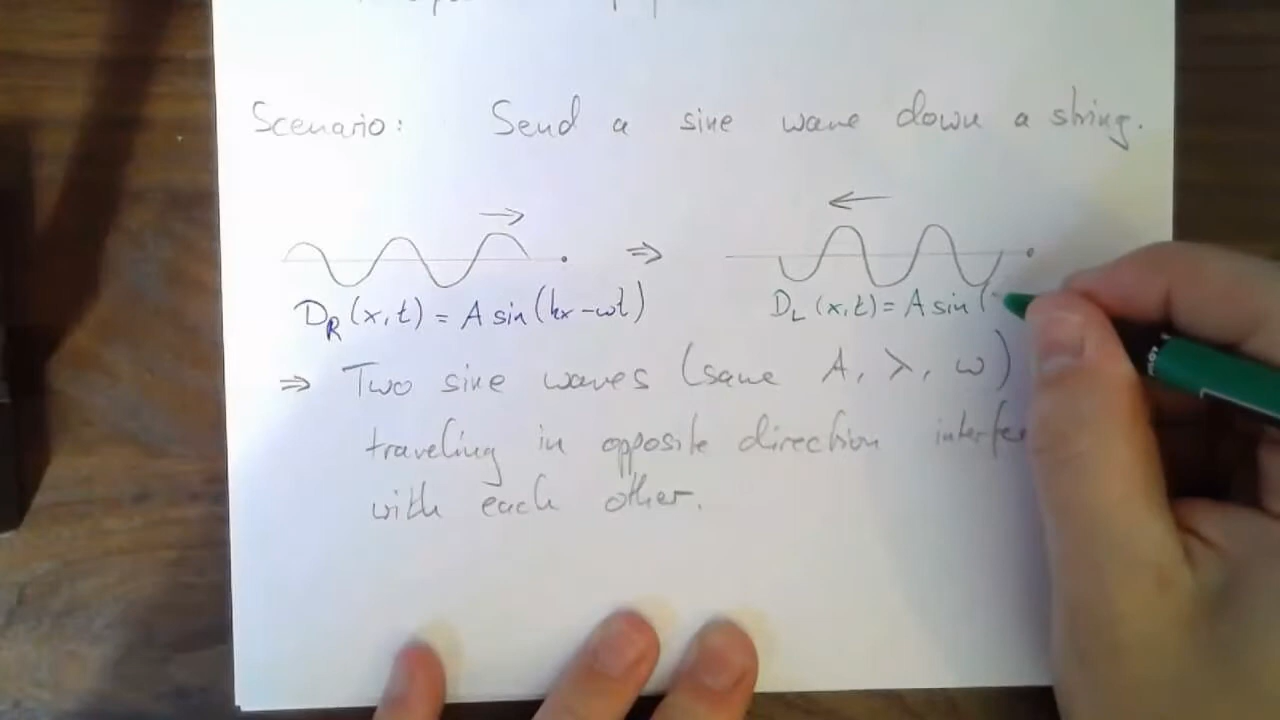 Scenario: Send a sine wave down a string.
→ ⇒ ←
D_R (x,t) = A sin(kx-ωt) D_L (x,t) = A sin(
⇒ Two sine waves (same A, λ, ω)
traveling in opposite direction
with each other.